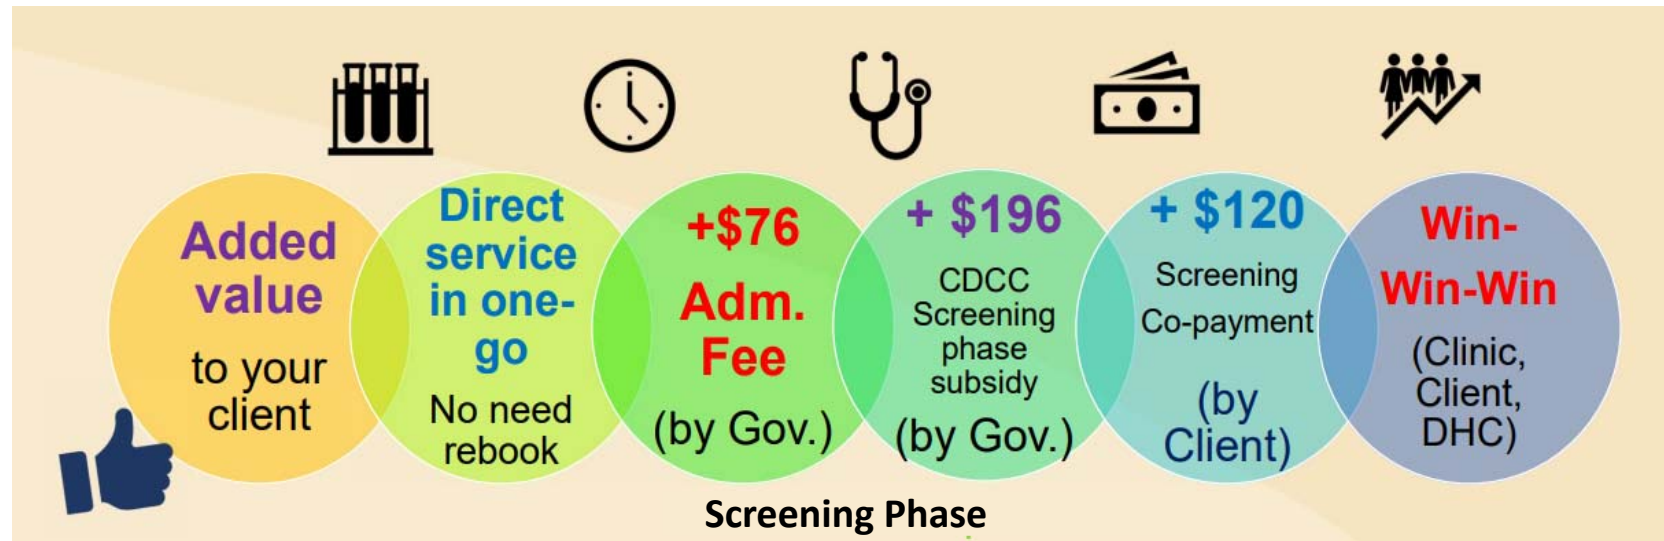 Added
value
to your
client
Direct
service
in one-
go
No need
rebook
+$76
Adm.
Fee
(by Gov.)
+ $196
CDCC
Screening
phase
subsidy
(by Gov.)
+ $120
Screening
Co-payment
(by
Client)
Win-
Win-Win
(Clinic,
Client,
DHC)
Screening Phase